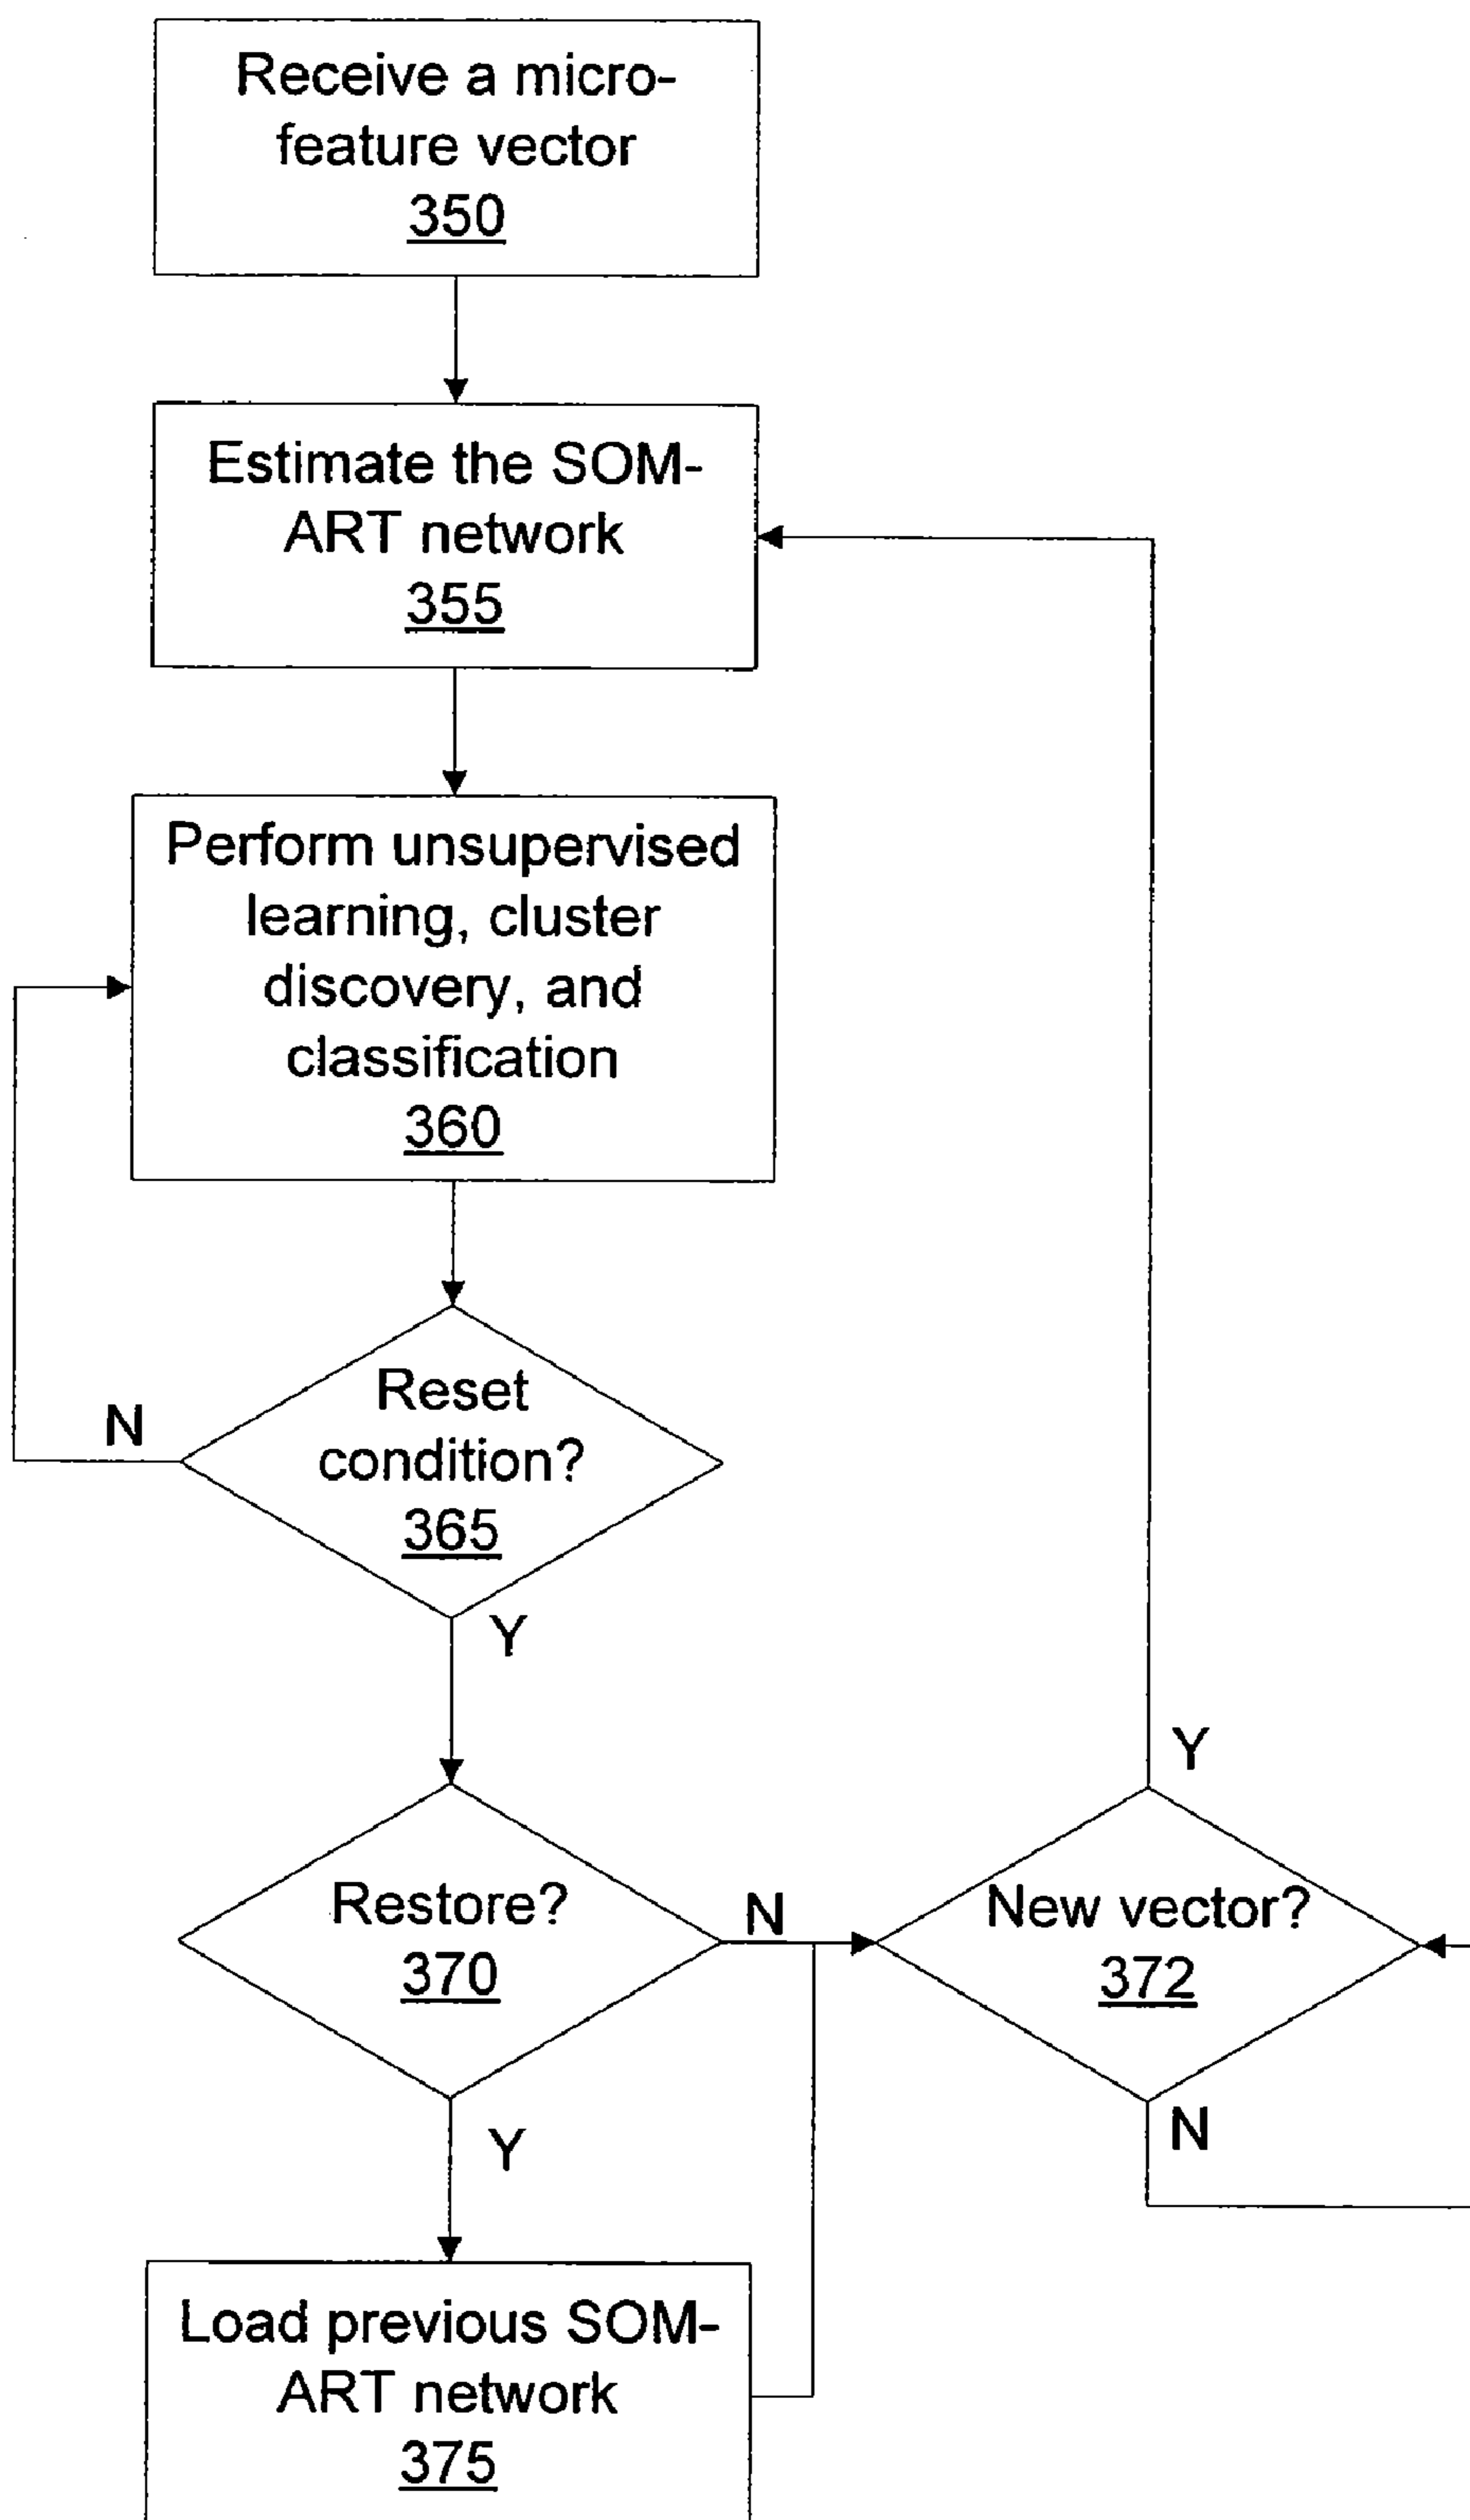 Receive a micro-
feature vector
350
Estimate the SOM-
ART network
355
Perform unsupervised
learning, cluster
discovery, and
classification
360
Reset
condition?
365
N
Y
Restore?
370
N
Y
New vector?
372
Y
N
Load previous SOM-
ART network
375